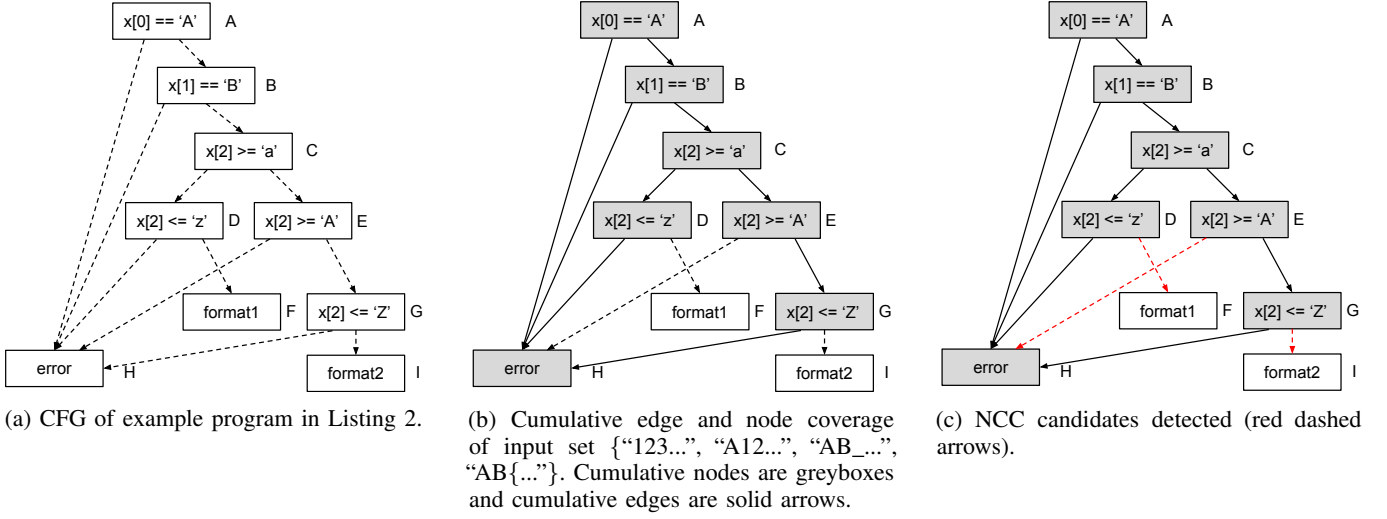 x[0] == ‘A’ A
x[1] == ‘B’ B
x[2] >= ‘a’ C
x[2] <= ‘z’ D x[2] >= ‘A’ E
format1 F x[2] <= ‘Z’ G
error H format2 I
(a) CFG of example program in Listing 2.
x[0] == ‘A’ A
x[1] == ‘B’ B
x[2] >= ‘a’ C
x[2] <= ‘z’ D x[2] >= ‘A’ E
format1 F x[2] <= ‘Z’ G
error H format2 I
(b) Cumulative edge and node coverage
of input set {“123...”, “A12...”, “AB_...”,
“AB{...”}. Cumulative nodes are greyboxes
and cumulative edges are solid arrows.
x[0] == ‘A’ A
x[1] == ‘B’ B
x[2] >= ‘a’ C
x[2] <= ‘z’ D x[2] >= ‘A’ E
format1 F x[2] <= ‘Z’ G
error H format2 I
(c) NCC candidates detected (red dashed
arrows).